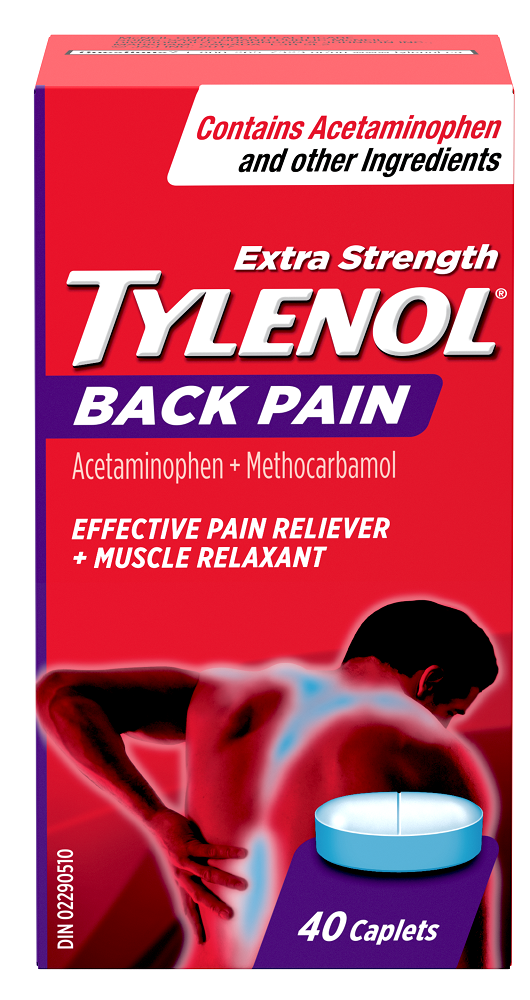 Contains Acetaminophen
and other Ingredients
Extra Strength
TYLENOL®
BACK PAIN
Acetaminophen + Methocarbamol
EFFECTIVE PAIN RELIEVER
+ MUSCLE RELAXANT
DIN 02290510
40 Caplets